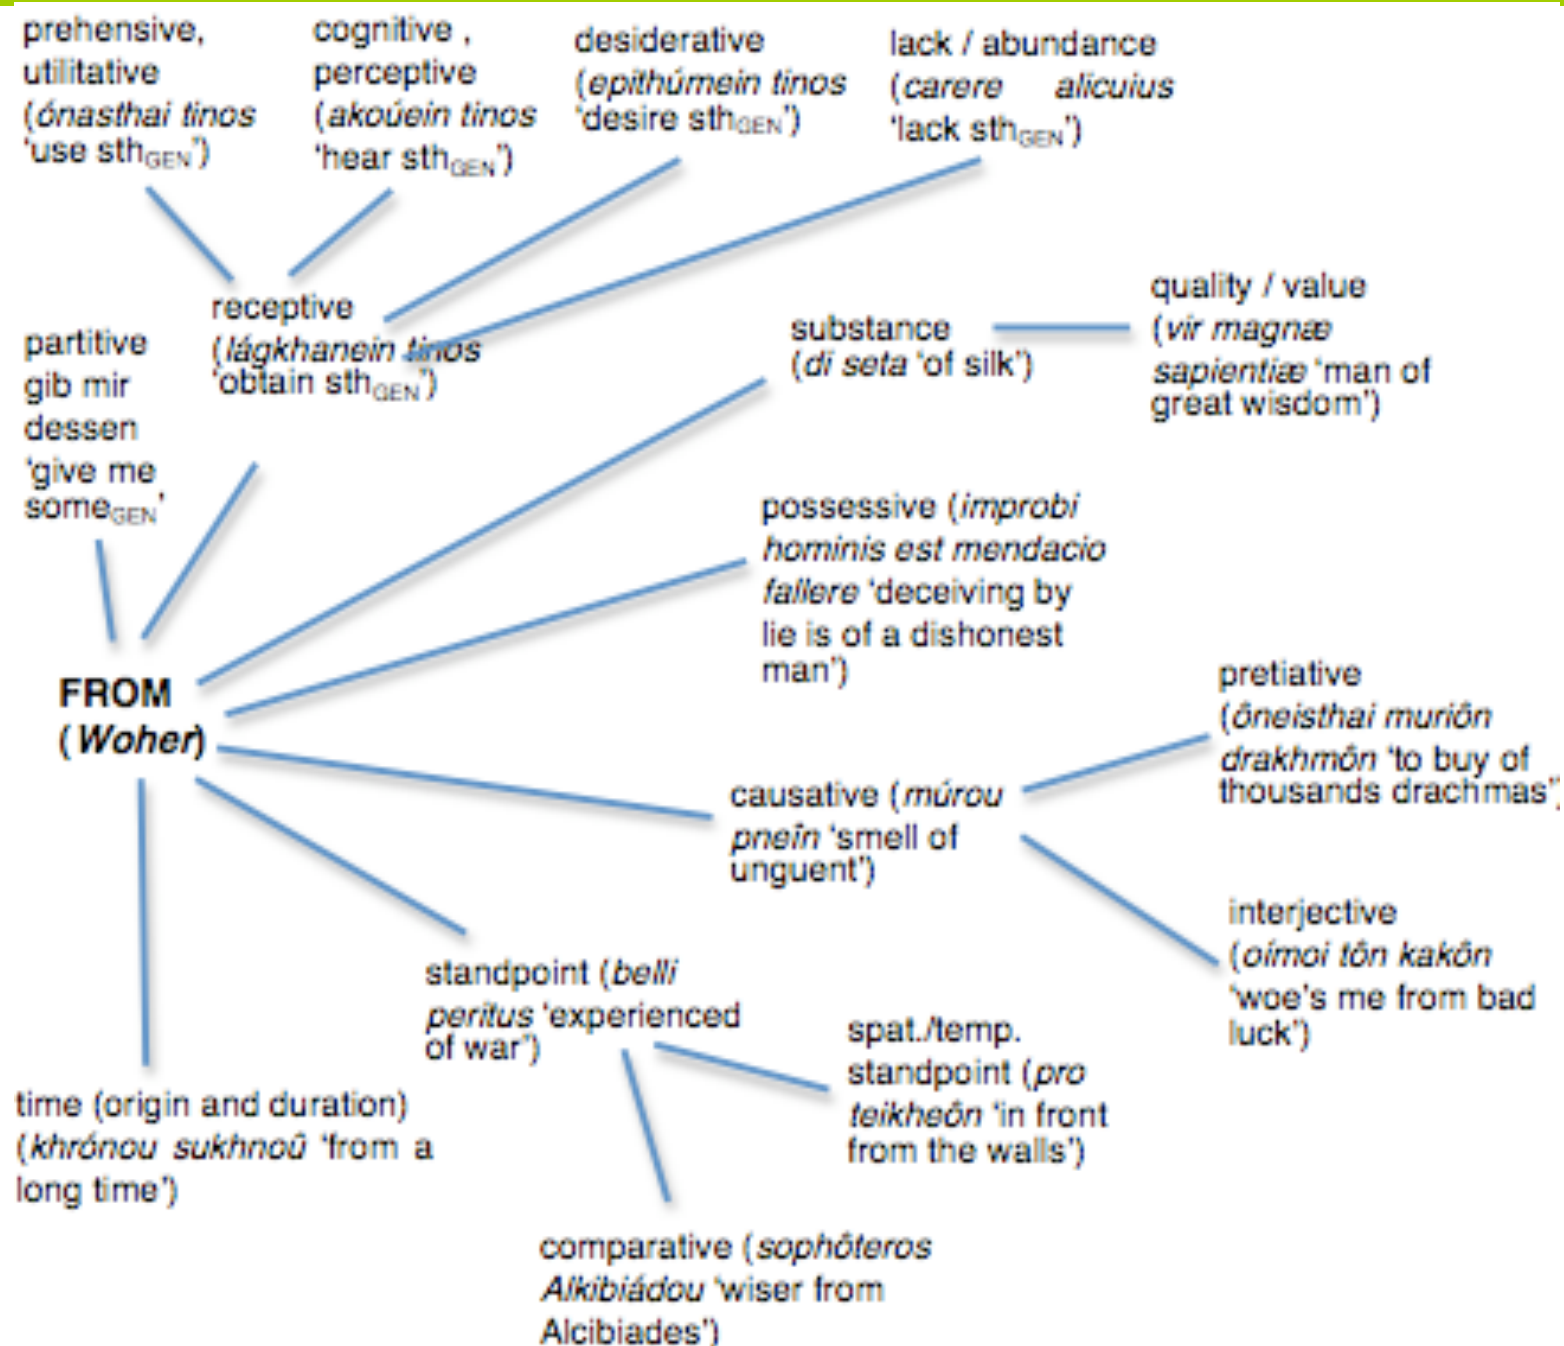 prehensive,
utilitative
(ónasthai tinos
‘use sthGEN’)
cognitive ,
perceptive
(akoúein tinos
‘hear sthGEN’)
desiderative
(epithúmein tinos
‘desire sthGEN’)
lack / abundance
(carere alicuius
‘lack sthGEN’)
receptive
(lágkhanein tinos
‘obtain sthGEN’)
partitive
gib mir
dessen
‘give me
someGEN’
substance
(di seta ‘of silk’)
quality / value
(vir magnæ
sapientiæ ‘man of
great wisdom’)
possessive (improbi
hominis est mendacio
fallere ‘deceiving by
lie is of a dishonest
man’)
FROM
(Woher)
causative (múrou
pneîn ‘smell of
unguent’)
pretiative
(ôneisthai muriôn
drakhmôn ‘to buy of
thousands drachmas’)
interjective
(oímoi tôn kakôn
‘woe’s me from bad
luck’)
standpoint (belli
peritus ‘experienced
of war’)
spat./temp.
standpoint (pro
teikheôn ‘in front
from the walls’)
time (origin and duration)
(khrónou sukhnoû ‘from a
long time’)
comparative (sophôteros
Alkibiádou ‘wiser from
Alcibiades’)